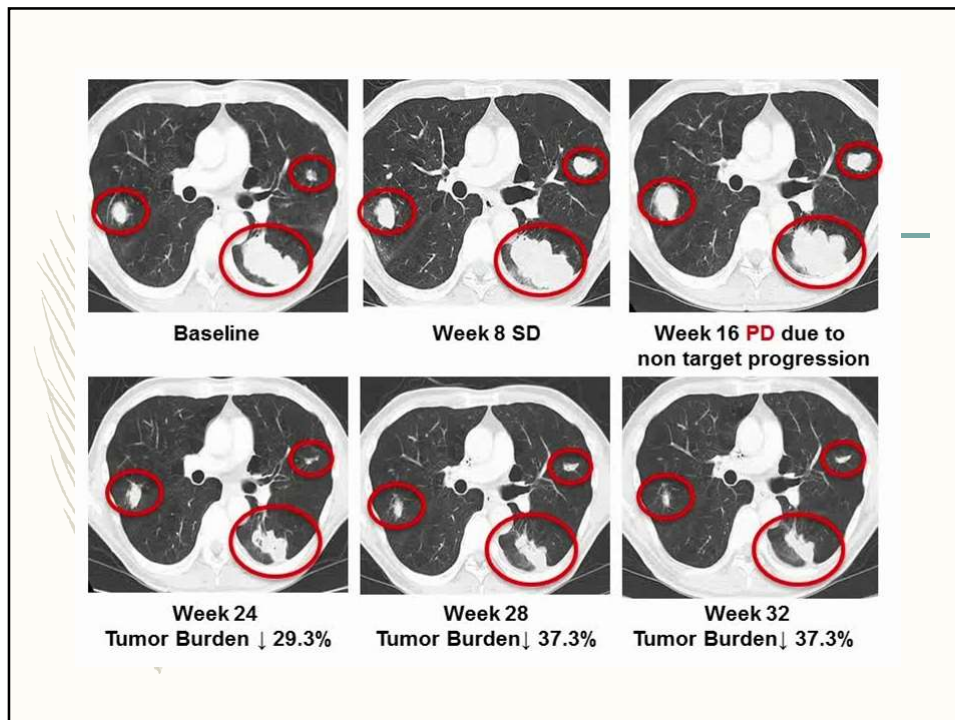 Baseline
Week 8 SD
Week 16 PD due to
non target progression
Week 24
Tumor Burden ↓ 29.3%
Week 28
Tumor Burden↓ 37.3%
Week 32
Tumor Burden↓ 37.3%